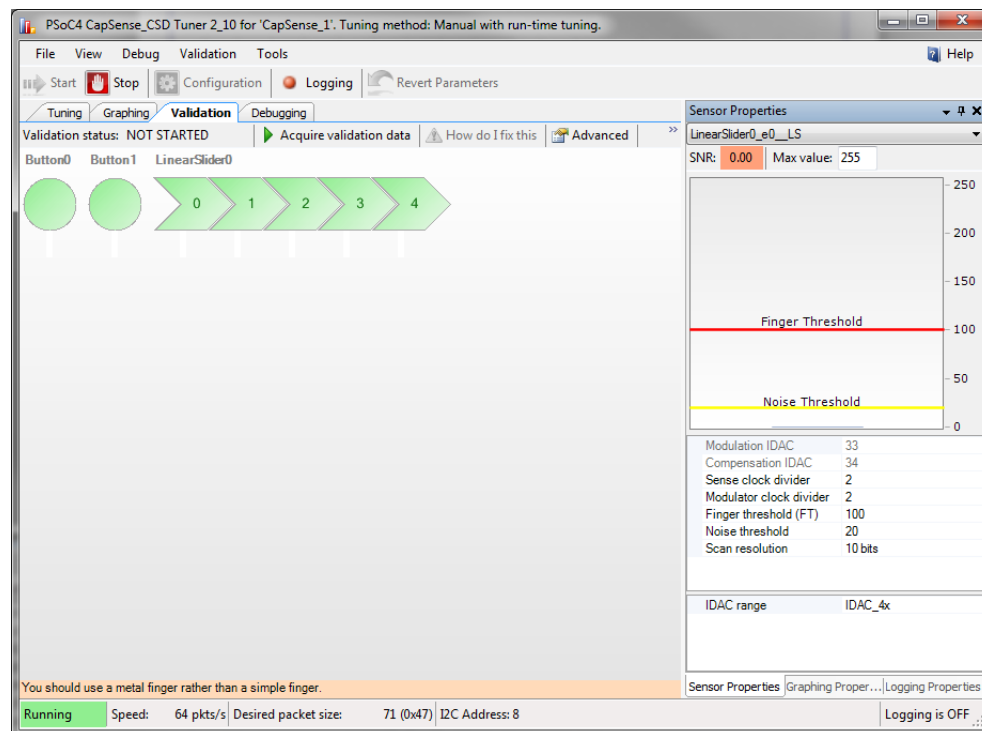 PSoC4 CapSense_CSD Tuner 2_10 for 'CapSense_1'. Tuning method: Manual with run-time tuning.
File View Debug Validation Tools Help
Start Stop Configuration Logging Revert Parameters
Tuning Graphing Validation Debugging
Validation status: NOT STARTED Acquire validation data How do I fix this Advanced »
Button0 Button1 LinearSlider0
0 1 2 3 4
You should use a metal finger rather than a simple finger.
Sensor Properties
LinearSlider0_e0__LS
SNR: 0.00 Max value: 255
250
200
150
Finger Threshold
100
50
Noise Threshold
0
Modulation IDAC 33
Compensation IDAC 34
Sense clock divider 2
Modulator clock divider 2
Finger threshold (FT) 100
Noise threshold 20
Scan resolution 10 bits
IDAC range IDAC_4x
Sensor Properties Graphing Proper... Logging Properties
Running Speed: 64 pkts/s Desired packet size: 71 (0x47) I2C Address: 8 Logging is OFF